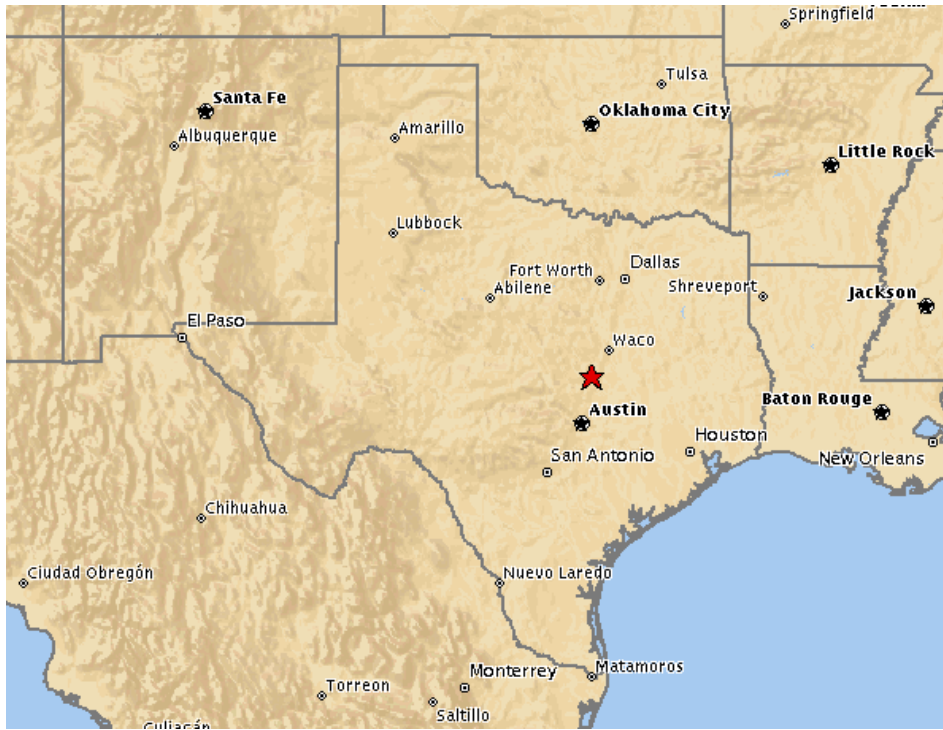 Springfield
Tulsa
Santa Fe
Oklahoma City
Amarillo
Albuquerque
Little Rock
Lubbock
Dallas
Fort Worth
Abilene
Shreveport
Jackson
El Paso
Waco
Baton Rouge
Austin
Houston
San Antonio
New Orleans
Chihuahua
Ciudad Obregón
Nuevo Laredo
Matamoros
Monterrey
Torreon
Saltillo
Culiacán